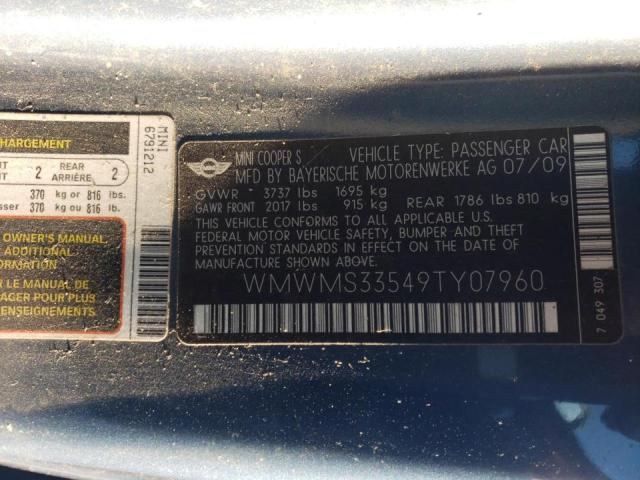 HARGEMENT
2 REAR ARRIÈRE 2
370 kg or 816 lbs.
sser 370 kg ou 816 lb.
OWNER'S MANUAL
ADDITIONAL
ORMATION
R LE MANUEL DE
AGER POUR
ENSEIGNEMENTS
MINI
6791212
MINI COOPER S VEHICLE TYPE: PASSENGER CAR
MFD BY BAYERISCHE MOTORENWERKE AG 07/09
GVWR - 3737 lbs 1695 kg
GAWR FRONT 2017 lbs 915 kg REAR 1786 lbs 810 kg
THIS VEHICLE CONFORMS TO ALL APPLICABLE U.S.
FEDERAL MOTOR VEHICLE SAFETY, BUMPER AND THEFT
PREVENTION STANDARDS IN EFFECT ON THE DATE OF
MANUFACTURE SHOWN ABOVE.
WMWMS33549TY07960
7 049 307